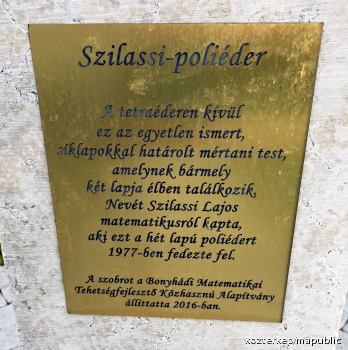 Szilassi-poliéder
A tetraéderen kívül
ez az egyetlen ismert,
síklapokkal határolt mértani test,
amelynek bármely
két lapja élben találkozik.
Nevét Szilassi Lajos
matematikusról kapta,
aki ezt a hét lapú poliédert
1977-ben fedezte fel.
A szobrot a Bonyhádi Matematikai
Tehetségfejlesztő Közhasznú Alapítvány
állíttatta 2016-ban.
kozterkep/mapublic